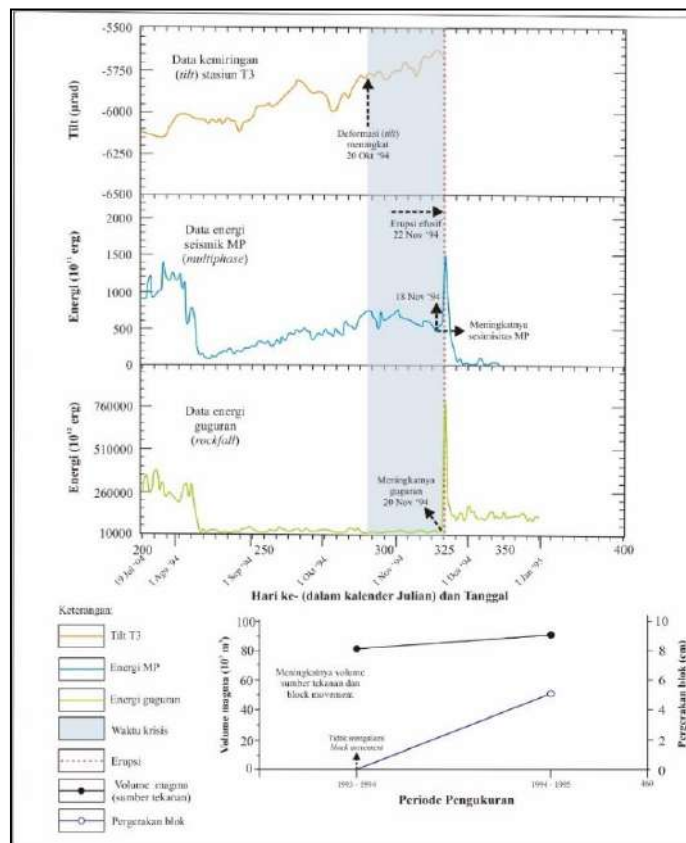 -5500
-5750
-6000
-6250
-6500
Tilt (µrad)
Data kemiringan
(tilt) stasiun T3
Deformasi (tilt)
meningkat
20 Okt '94
2000
1500
1000
500
0
Energi (10¹¹ erg)
Data energi
seismik MP
(multiphase)
Erupsi efusif
22 Nov '94
18 Nov '94
Meningkatnya
seismisitas MP
760000
510000
260000
10000
Energi (10¹² erg)
Data energi
guguran
(rockfall)
Meningkatnya
guguran
20 Nov '94
200
250
300
325
350
400
19 Jul '94
1 Agu '94
1 Sep '94
1 Okt '94
1 Nov '94
1 Des '94
1 Jan '95
Hari ke- (dalam kalender Julian) dan Tanggal
Keterangan:
Tilt T3
Energi MP
Energi guguran
Waktu krisis
Erupsi
Volume magma
(sumber tekanan)
Pergerakan blok
100
80
60
40
20
0
Volume magma
Meningkatnya volume
sumber tekanan dan
block movement.
block movement
10
8
6
4
2
0
Pergerakan blok (cm)
1993 - 1994
1994 - 1995
Periode Pengukuran